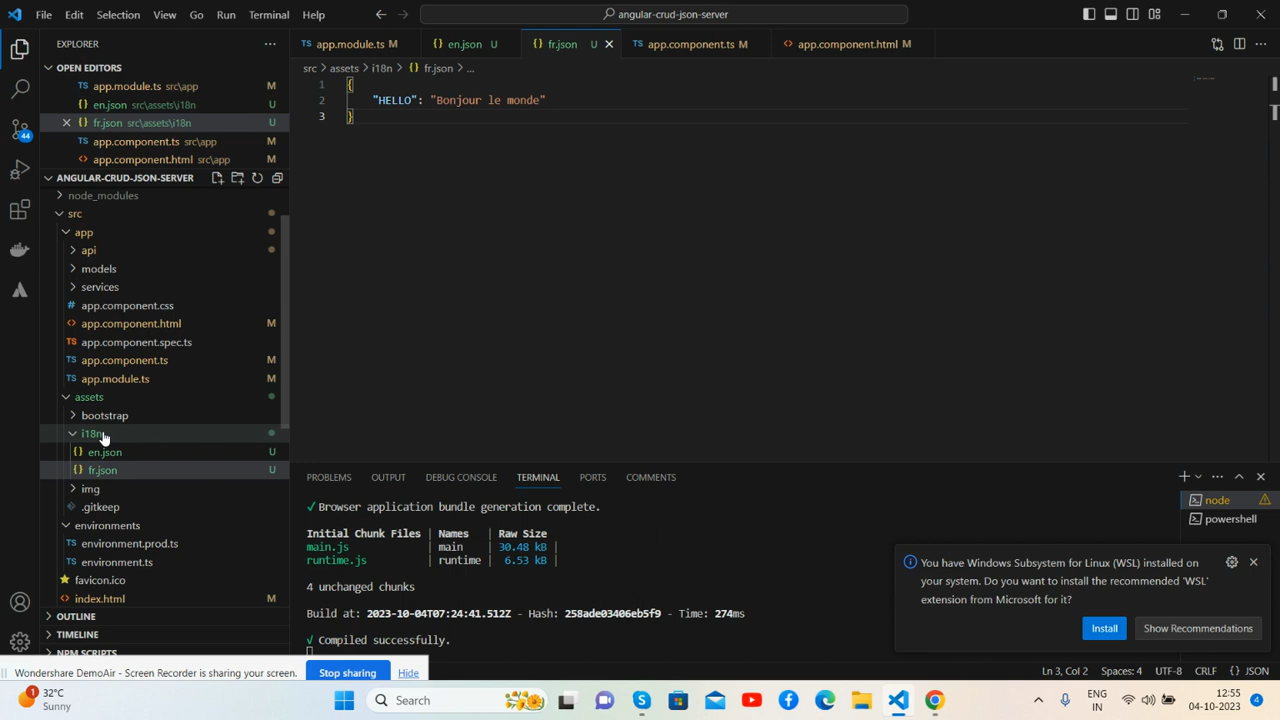 File Edit Selection View Go Run Terminal Help
angular-crud-json-server
EXPLORER
OPEN EDITORS
app.module.ts src\app M
en.json src\assets\i18n U
fr.json src\assets\i18n U
app.component.ts src\app M
app.component.html src\app M
ANGULAR-CRUD-JSON-SERVER
node_modules
src
app
api
models
services
app.component.css
app.component.html M
app.component.spec.ts
app.component.ts M
app.module.ts M
assets
bootstrap
i18n
en.json U
fr.json U
img
.gitkeep
environments
environment.prod.ts
environment.ts
favicon.ico
index.html M
OUTLINE
TIMELINE
NPM SCRIPTS
44
app.module.ts M
en.json U
fr.json U
app.component.ts M
app.component.html M
src > assets > i18n > {} fr.json > ...
1 {
2 "HELLO": "Bonjour le monde"
3 }
PROBLEMS OUTPUT DEBUG CONSOLE TERMINAL PORTS COMMENTS
✓ Browser application bundle generation complete.
Initial Chunk Files | Names | Raw Size
main.js | main | 30.48 kB |
runtime.js | runtime | 6.53 kB |
4 unchanged chunks
Build at: 2023-10-04T07:24:41.512Z - Hash: 258ade03406eb5f9 - Time: 274ms
✓ Compiled successfully.
node
powershell
You have Windows Subsystem for Linux (WSL) installed on
your system. Do you want to install the recommended 'WSL'
extension from Microsoft for it?
Install Show Recommendations
Wondershare DemoAir - Screen Recorder is sharing your screen. Stop sharing Hide
Ln 3, Col 2 Spaces: 4 UTF-8 CRLF {} JSON
1
32°C
Sunny
Search
ENG
IN
12:55
04-10-2023
4